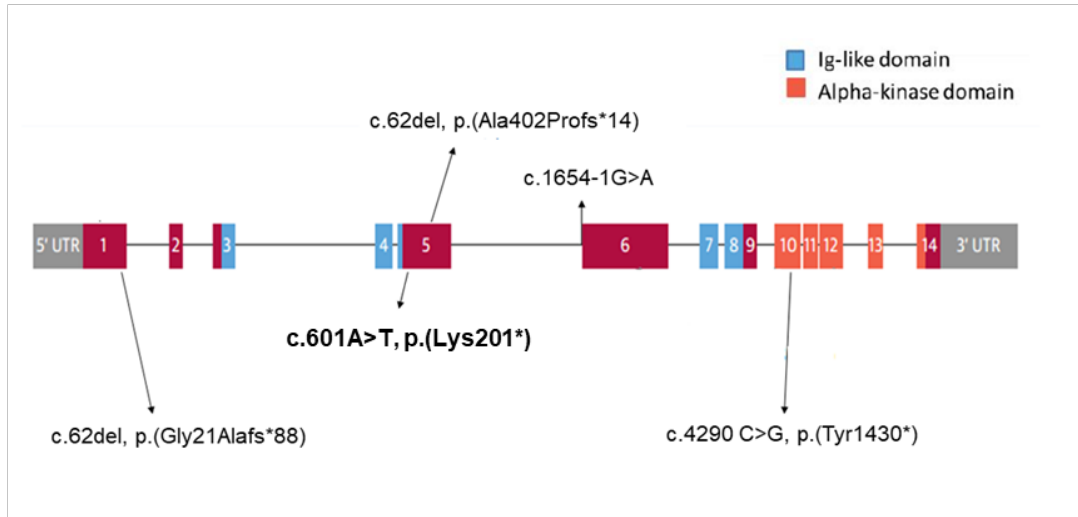 Ig-like domain
Alpha-kinase domain
c.62del, p.(Ala402Profs*14)
c.1654-1G>A
5' UTR 1 2 3 4 5 6 7 8 9 10 11 12 13 14 3' UTR
c.601A>T, p.(Lys201*)
c.62del, p.(Gly21Alafs*88)
c.4290 C>G, p.(Tyr1430*)